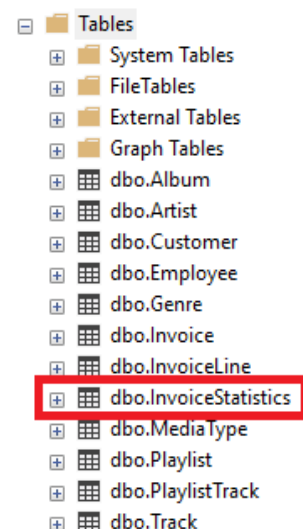 Tables
System Tables
FileTables
External Tables
Graph Tables
dbo.Album
dbo.Artist
dbo.Customer
dbo.Employee
dbo.Genre
dbo.Invoice
dbo.InvoiceLine
dbo.InvoiceStatistics
dbo.MediaType
dbo.Playlist
dbo.PlaylistTrack
dbo.Track